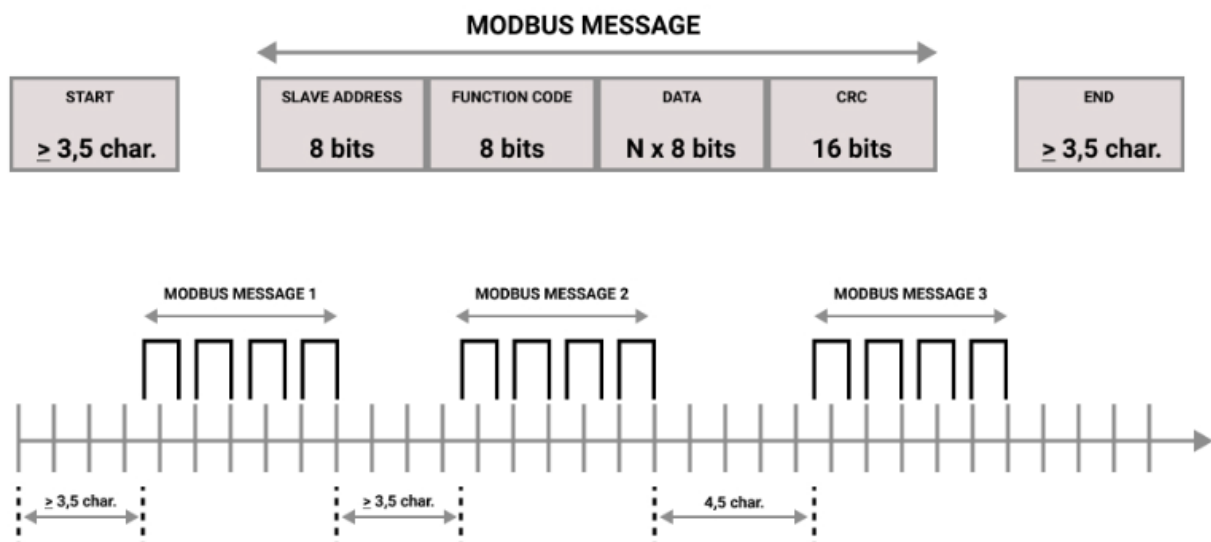 MODBUS MESSAGE
START
≥ 3,5 char.
SLAVE ADDRESS
8 bits
FUNCTION CODE
8 bits
DATA
N x 8 bits
CRC
16 bits
END
≥ 3,5 char.
MODBUS MESSAGE 1
MODBUS MESSAGE 2
MODBUS MESSAGE 3
≥ 3,5 char.
≥ 3,5 char.
4,5 char.